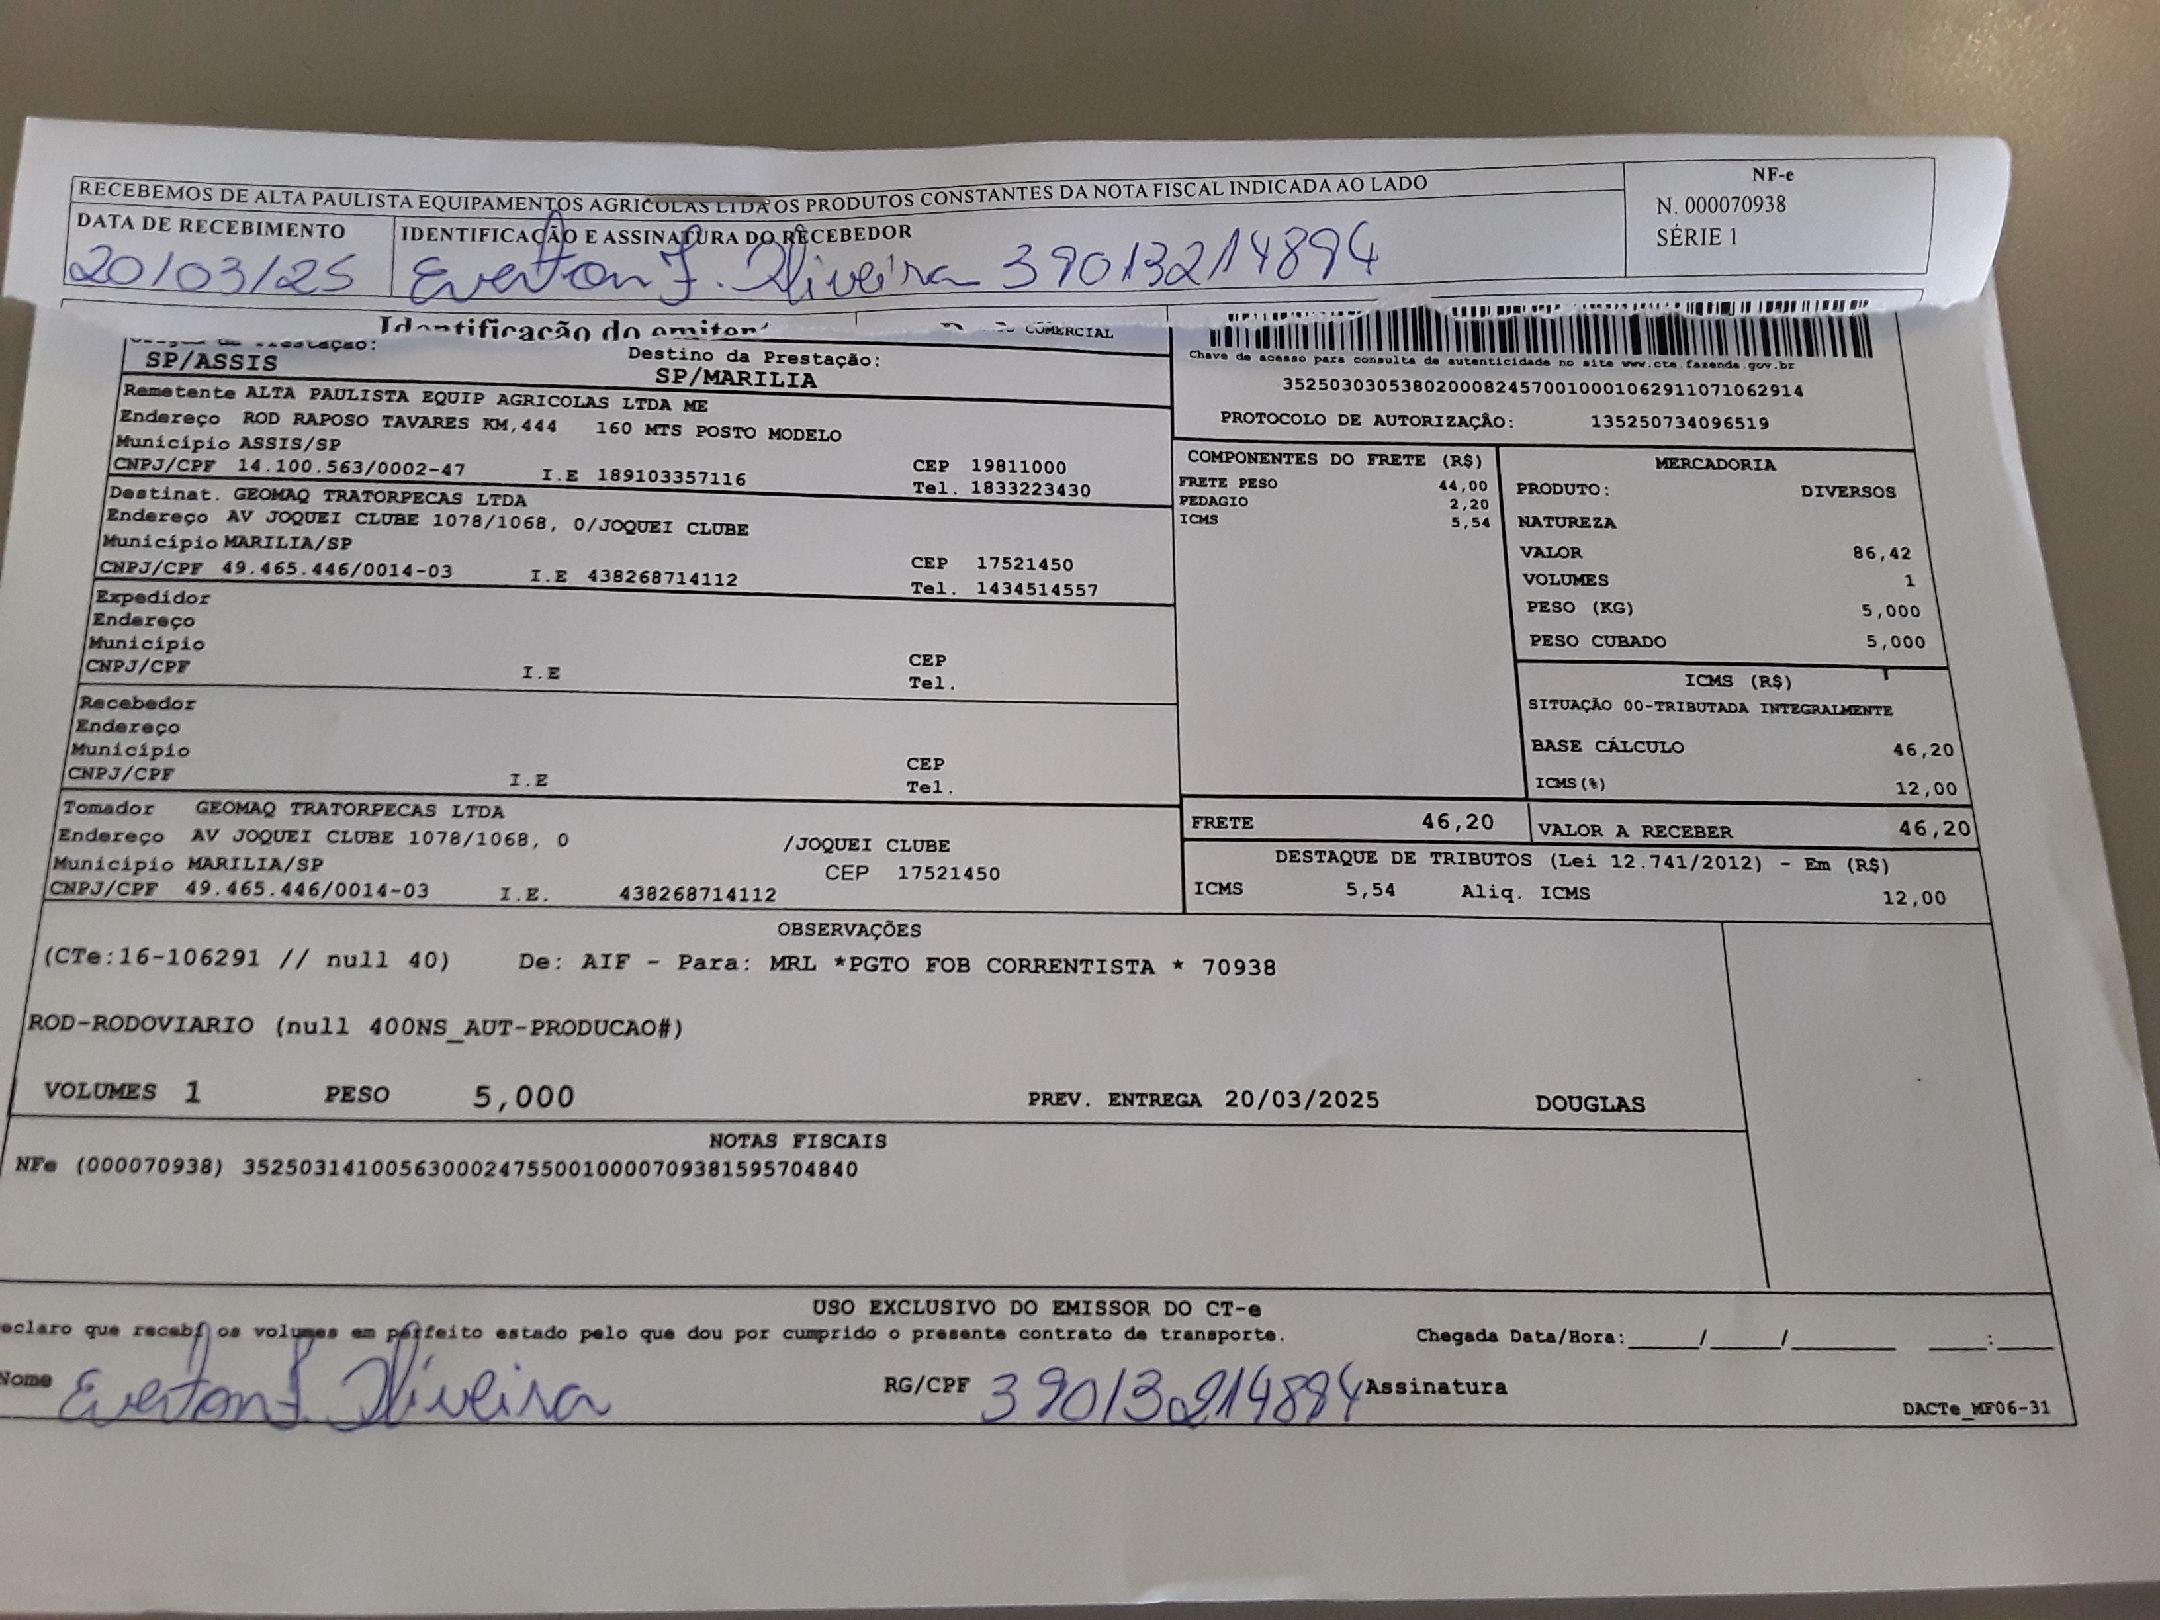 RECEBEMOS DE ALTA PAULISTA EQUIPAMENTOS AGRICOLAS LTDA OS PRODUTOS CONSTANTES DA NOTA FISCAL INDICADA AO LADO
NF-e
N. 000070938
SÉRIE 1
DATA DE RECEBIMENTO
20/03/25
IDENTIFICAÇÃO E ASSINATURA DO RECEBEDOR
Everton J. Oliveira 39013214894
Identificação do emitent
COMERCIAL
Chave de acesso para consulta de autenticidade no site www.cte.fazenda.gov.br
35250303053802000824570010001062911071062914
PROTOCOLO DE AUTORIZAÇÃO: 135250734096519
SP/ASSIS
Destino da Prestação:
SP/MARILIA
Remetente ALTA PAULISTA EQUIP AGRICOLAS LTDA ME
Endereço ROD RAPOSO TAVARES KM,444 160 MTS POSTO MODELO
Município ASSIS/SP
CNPJ/CPF 14.100.563/0002-47 I.E 189103357116
CEP 19811000
Tel. 1833223430
Destinat. GEOMAQ TRATORPECAS LTDA
Endereço AV JOQUEI CLUBE 1078/1068, 0/JOQUEI CLUBE
Município MARILIA/SP
CNPJ/CPF 49.465.446/0014-03 I.E 438268714112
CEP 17521450
Tel. 1434514557
Expedidor
Endereço
Município
CNPJ/CPF I.E
CEP
Tel.
Recebedor
Endereço
Município
CNPJ/CPF I.E
CEP
Tel.
Tomador GEOMAQ TRATORPECAS LTDA
Endereço AV JOQUEI CLUBE 1078/1068, 0 /JOQUEI CLUBE
Município MARILIA/SP CEP 17521450
CNPJ/CPF 49.465.446/0014-03 I.E. 438268714112
COMPONENTES DO FRETE (R$)
FRETE PESO 44,00
PEDAGIO 2,20
ICMS 5,54
MERCADORIA
PRODUTO: DIVERSOS
NATUREZA
VALOR 86,42
VOLUMES 1
PESO (KG) 5,000
PESO CUBADO 5,000
ICMS (R$)
SITUAÇÃO 00-TRIBUTADA INTEGRALMENTE
BASE CÁLCULO 46,20
ICMS(%) 12,00
FRETE 46,20
VALOR A RECEBER 46,20
DESTAQUE DE TRIBUTOS (Lei 12.741/2012) - Em (R$)
ICMS 5,54 Aliq. ICMS 12,00
OBSERVAÇÕES
(CTe:16-106291 // null 40) De: AIF - Para: MRL *PGTO FOB CORRENTISTA * 70938
ROD-RODOVIARIO (null 400NS_AUT-PRODUCAO#)
VOLUMES 1 PESO 5,000 PREV. ENTREGA 20/03/2025 DOUGLAS
NOTAS FISCAIS
NFe (000070938) 35250314100563000247550010000709381595704840
USO EXCLUSIVO DO EMISSOR DO CT-e
eclaro que recebi os volumes em perfeito estado pelo que dou por cumprido o presente contrato de transporte. Chegada Data/Hora:_____/_____/_______ ____:____
Nome Everton J. Oliveira RG/CPF 39013214894 Assinatura
DACTe_MF06-31